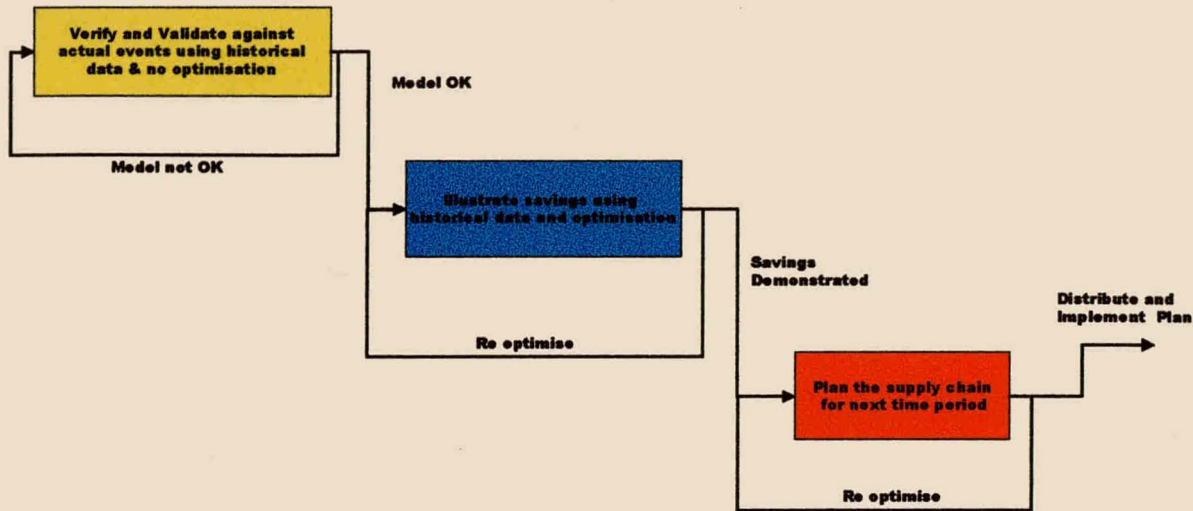 Verify and Validate against
actual events using historical
data & no optimisation
Model OK
Model not OK
Illustrate savings using
historical data and optimisation
Savings
Demonstrated
Re optimise
Distribute and
Implement Plan
Plan the supply chain
for next time period
Re optimise